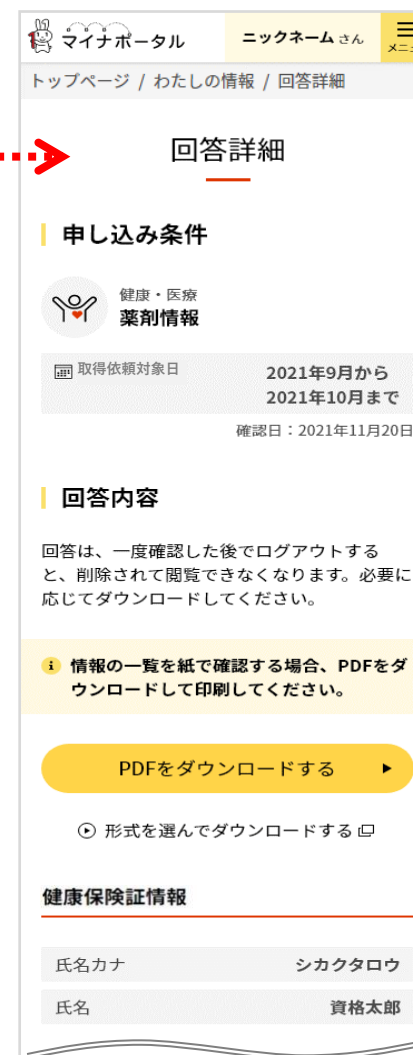 マイナポータル
ニックネーム さん
メニュー
トップページ / わたしの情報 / 回答詳細
回答詳細
申し込み条件
健康・医療
薬剤情報
取得依頼対象日
2021年9月から
2021年10月まで
確認日：2021年11月20日
回答内容
回答は、一度確認した後でログアウトする
と、削除されて閲覧できなくなります。必要に
応じてダウンロードしてください。
情報の一覧を紙で確認する場合、PDFをダ
ウンロードして印刷してください。
PDFをダウンロードする
形式を選んでダウンロードする
健康保険証情報
氏名カナ
シカクタロウ
氏名
資格太郎